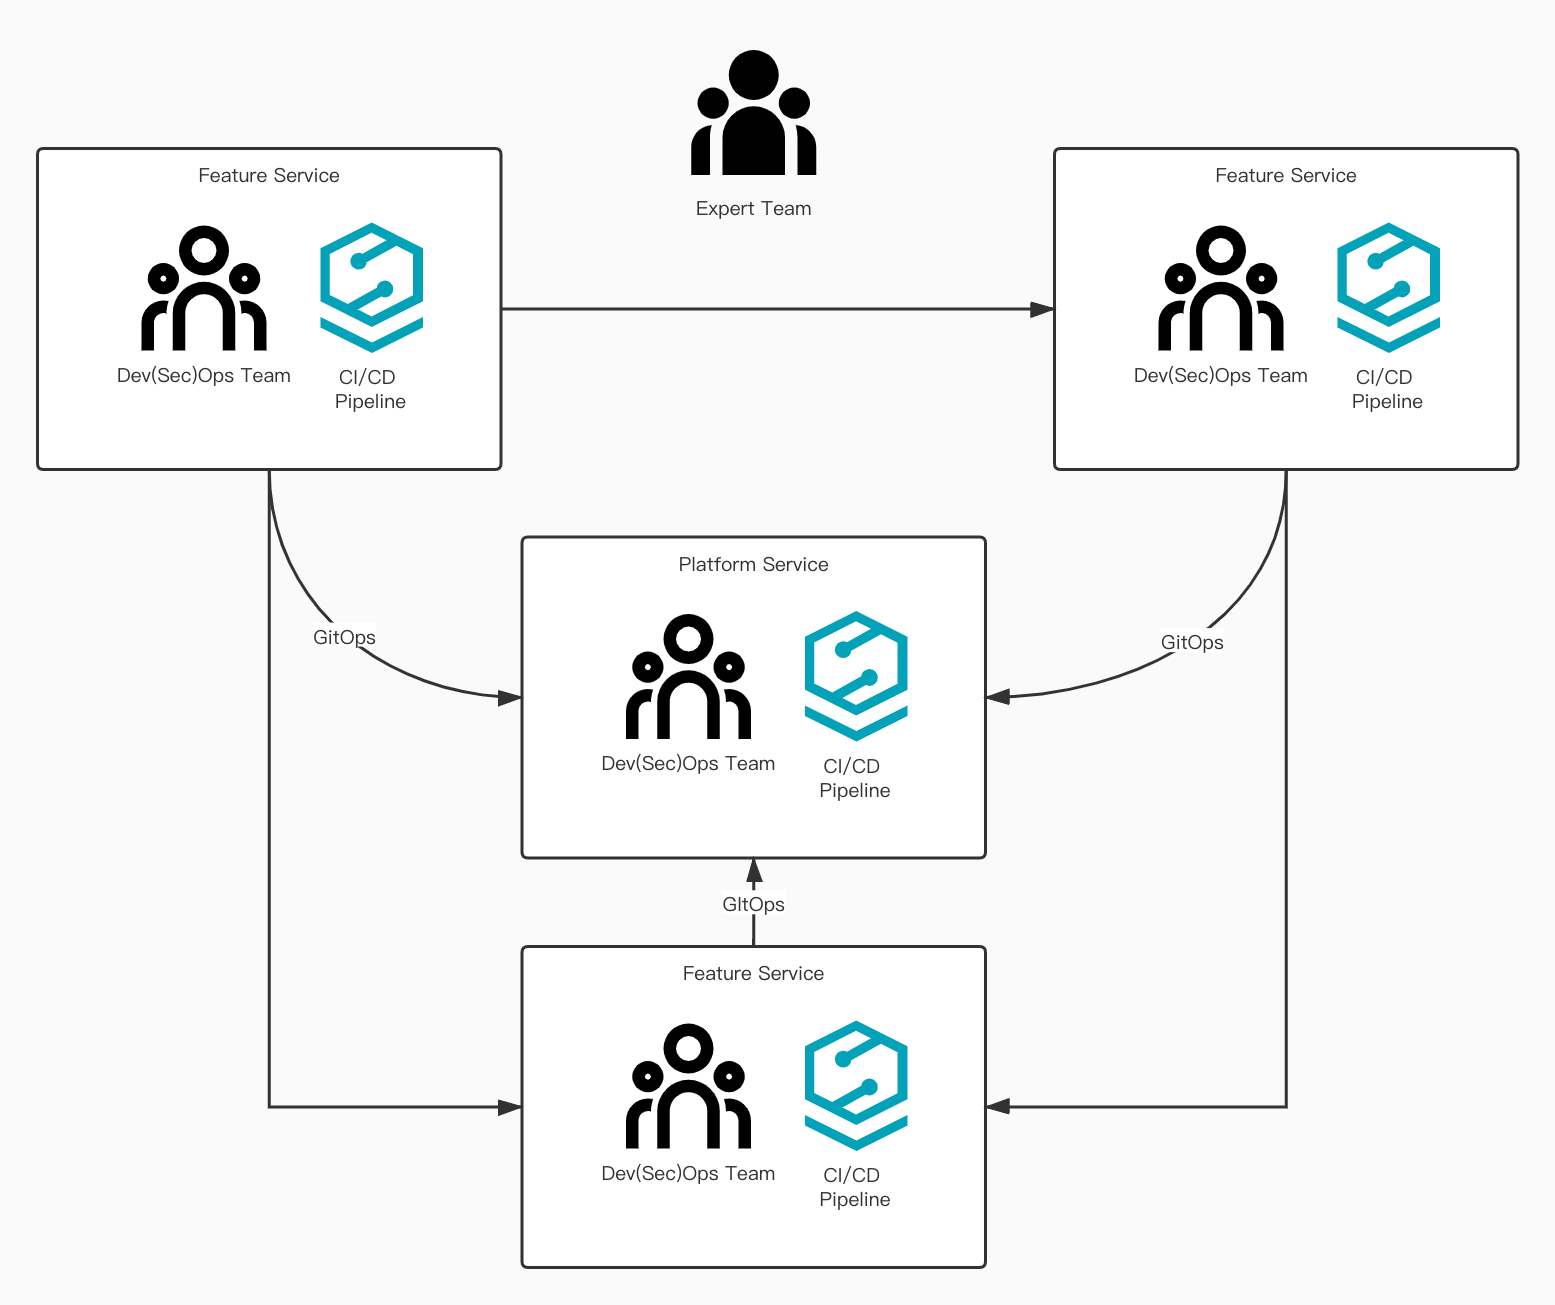 Expert Team
Feature Service
Dev(Sec)Ops Team
CI/CD
Pipeline
Feature Service
Dev(Sec)Ops Team
CI/CD
Pipeline
GitOps
GitOps
Platform Service
Dev(Sec)Ops Team
CI/CD
Pipeline
GItOps
Feature Service
Dev(Sec)Ops Team
CI/CD
Pipeline